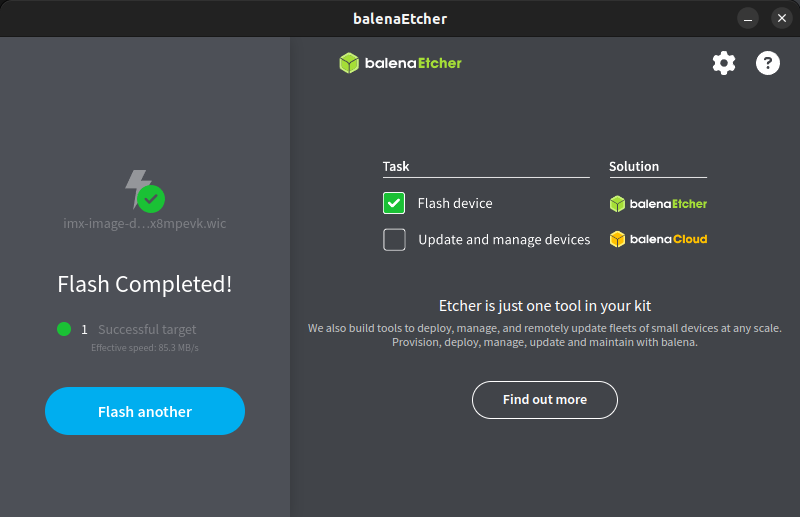 balenaEtcher
balenaEtcher
?
imx-image-d...x8mpevk.wic
Flash Completed!
1 Successful target
Effective speed: 85.3 MB/s
Flash another
Task Solution
Flash device balenaEtcher
Update and manage devices balenaCloud
Etcher is just one tool in your kit
We also build tools to deploy, manage, and remotely update fleets of small devices at any scale.
Provision, deploy, manage, update and maintain with balena.
Find out more